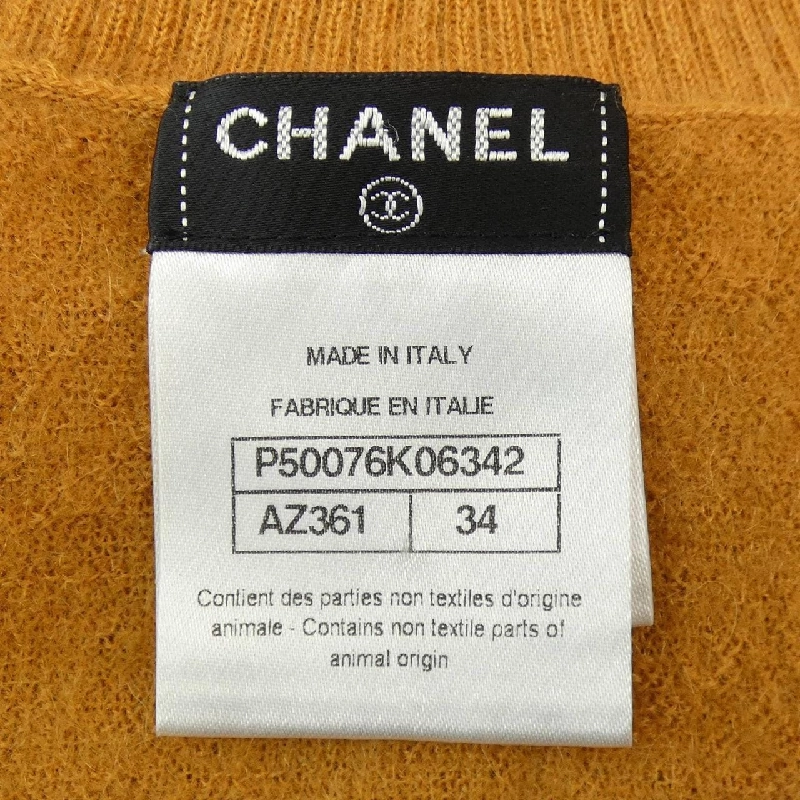 CHANEL
MADE IN ITALY
FABRIQUE EN ITALIE
P50076K06342
AZ361 34
Contient des parties non textiles d'origine
animale - Contains non textile parts of
animal origin